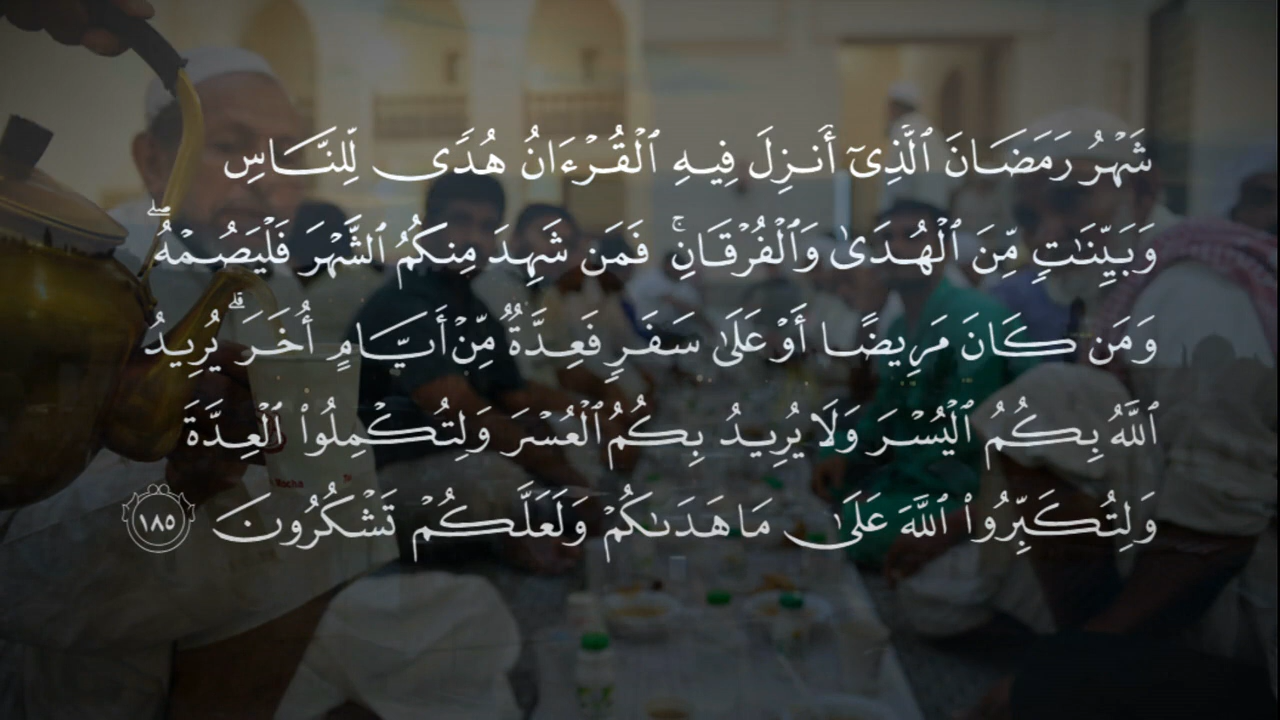 شَهْرُ رَمَضَانَ ٱلَّذِىٓ أُنزِلَ فِيهِ ٱلْقُرْءَانُ هُدًى لِّلنَّاسِ
وَبَيِّنَٰتٍ مِّنَ ٱلْهُدَىٰ وَٱلْفُرْقَانِ ۚ فَمَن شَهِدَ مِنكُمُ ٱلشَّهْرَ فَلْيَصُمْهُ ۖ
وَمَن كَانَ مَرِيضًا أَوْ عَلَىٰ سَفَرٍ فَعِدَّةٌ مِّنْ أَيَّامٍ أُخَرَ ۗ يُرِيدُ
ٱللَّهُ بِكُمُ ٱلْيُسْرَ وَلَا يُرِيدُ بِكُمُ ٱلْعُسْرَ وَلِتُكْمِلُوا۟ ٱلْعِدَّةَ
وَلِتُكَبِّرُوا۟ ٱللَّهَ عَلَىٰ مَا هَدَىٰكُمْ وَلَعَلَّكُمْ تَشْكُرُونَ ١٨٥